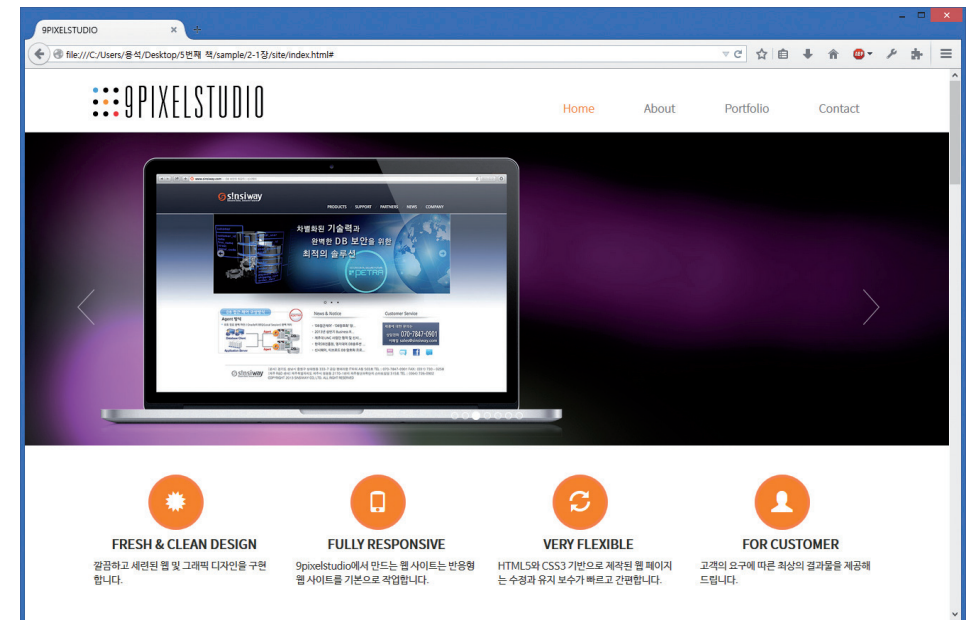 9PIXELSTUDIO
file:///C:/Users/용석/Desktop/5번째 책/sample/2-1장/site/index.html#
9PIXELSTUDIO
Home About Portfolio Contact
sinsiway
PRODUCTS SUPPORT PARTNERS NEWS COMPANY
차별화된 기술력과
완벽한 DB 보안을 위한
최적의 솔루션
PETRA
Agent 방식
News & Notice
Customer Service
070-7847-0901
sinsiway
FRESH & CLEAN DESIGN
깔끔하고 세련된 웹 및 그래픽 디자인을 구현
합니다.
FULLY RESPONSIVE
9pixelstudio에서 만드는 웹 사이트는 반응형
웹 사이트를 기본으로 작업합니다.
VERY FLEXIBLE
HTML5와 CSS3 기반으로 제작된 웹 페이지
는 수정과 유지 보수가 빠르고 간편합니다.
FOR CUSTOMER
고객의 요구에 따른 최상의 결과물을 제공해
드립니다.